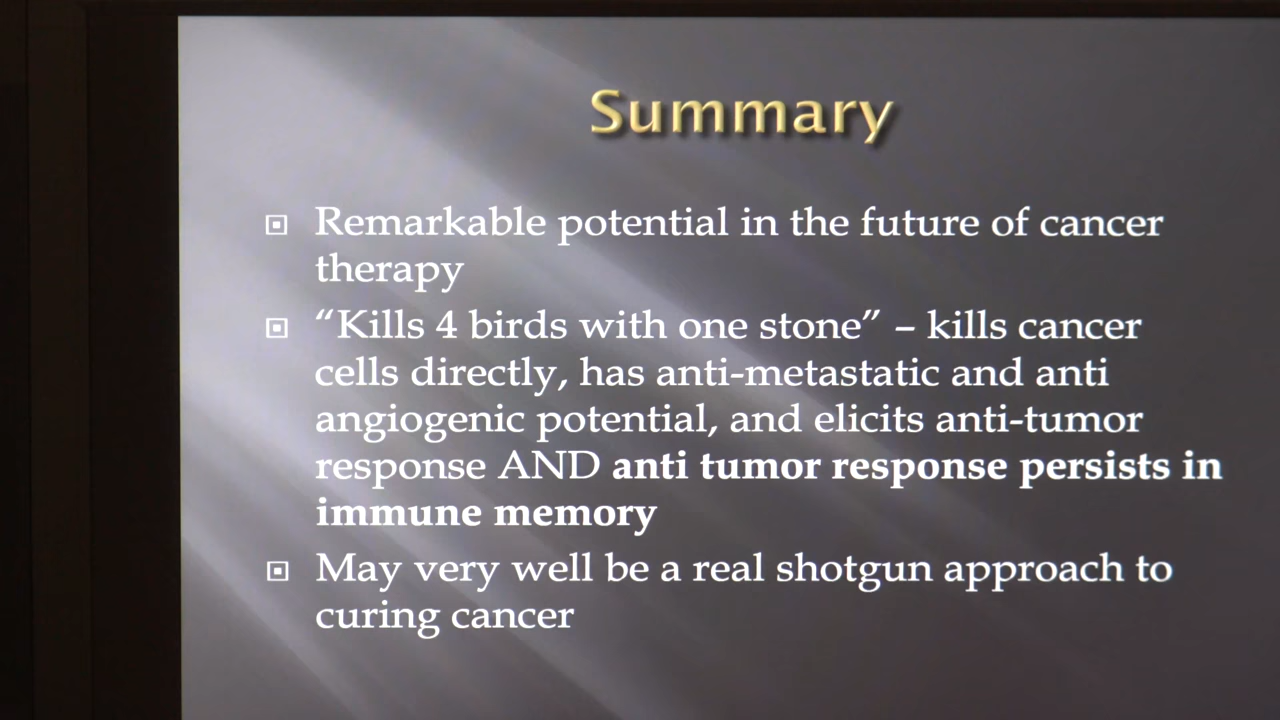 Summary
Remarkable potential in the future of cancer
therapy
“Kills 4 birds with one stone” – kills cancer
cells directly, has anti-metastatic and anti
angiogenic potential, and elicits anti-tumor
response AND anti tumor response persists in
immune memory
May very well be a real shotgun approach to
curing cancer